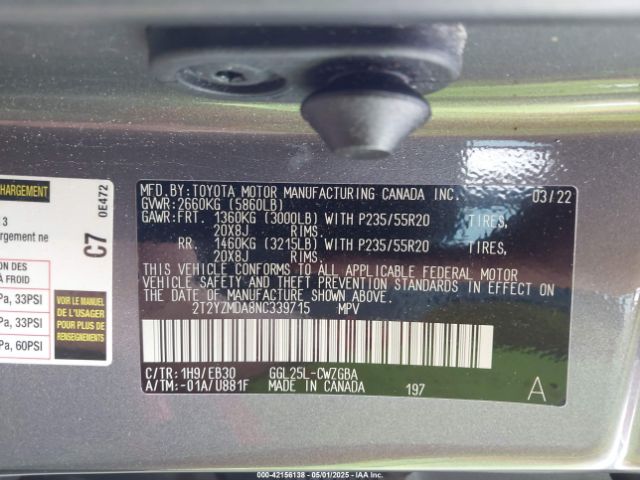 CHARGEMENT
13
argement ne
ON DES
À FROID
Pa, 33PSI
Pa, 33PSI
Pa, 60PSI
VOIR LE MANUEL
DE L'USAGER
POUR PLUS DE
RENSEIGNEMENTS
C7
0E472
MFD.BY:TOYOTA MOTOR MANUFACTURING CANADA INC. 03/22
GVWR:2660KG (5860LB)
GAWR:FRT. 1360KG (3000LB) WITH P235/55R20 TIRES,
20X8J RIMS.
RR. 1460KG (3215LB) WITH P235/55R20 TIRES,
20X8J RIMS.
THIS VEHICLE CONFORMS TO ALL APPLICABLE FEDERAL MOTOR
VEHICLE SAFETY AND THEFT PREVENTION STANDARDS IN EFFECT ON
THE DATE OF MANUFACTURE SHOWN ABOVE.
2T2YZMDA8NC339715 MPV
C/TR:1H9/EB30 GGL25L-CWZGBA
A/TM:-01A/U881F MADE IN CANADA 197 A
000-42156138 - 05/01/2025 - IAA Inc.